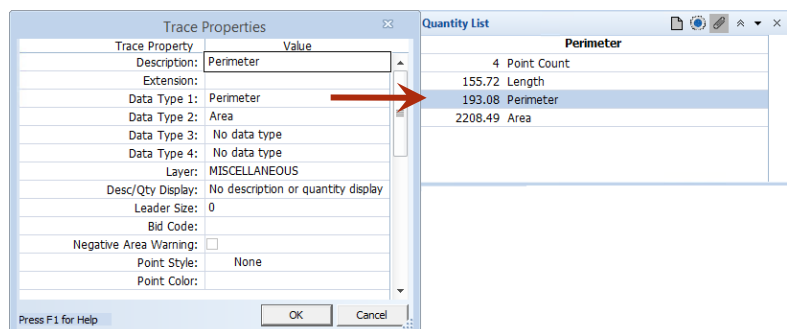 Trace Properties
Trace Property Value
Description: Perimeter
Extension:
Data Type 1: Perimeter
Data Type 2: Area
Data Type 3: No data type
Data Type 4: No data type
Layer: MISCELLANEOUS
Desc/Qty Display: No description or quantity display
Leader Size: 0
Bid Code:
Negative Area Warning:
Point Style: None
Point Color:
Press F1 for Help OK Cancel
Quantity List
Perimeter
4 Point Count
155.72 Length
193.08 Perimeter
2208.49 Area